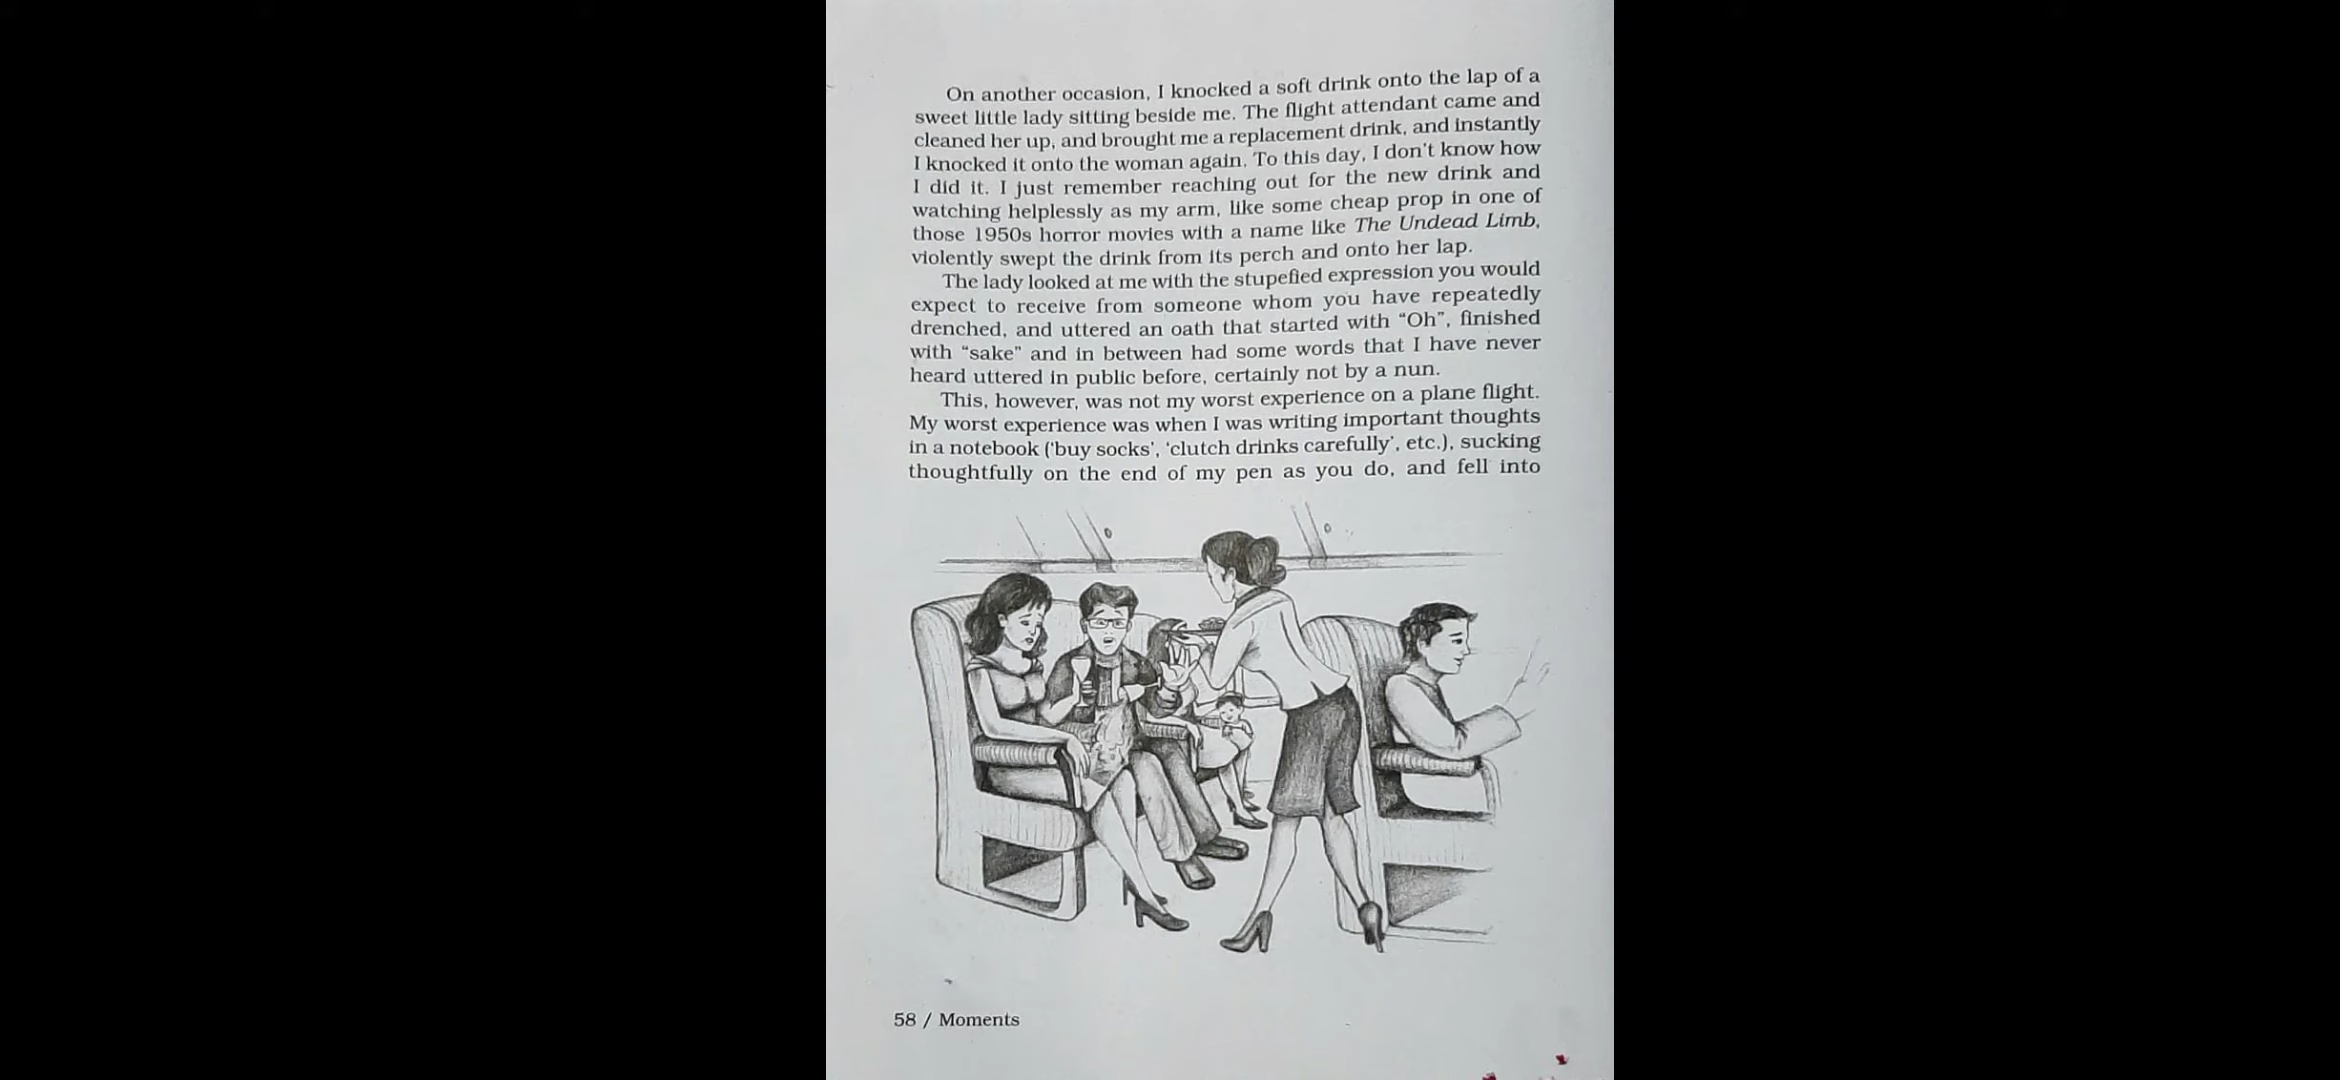 On another occasion, I knocked a soft drink onto the lap of a
sweet little lady sitting beside me. The flight attendant came and
cleaned her up, and brought me a replacement drink, and instantly
I knocked it onto the woman again. To this day, I don't know how
I did it. I just remember reaching out for the new drink and
watching helplessly as my arm, like some cheap prop in one of
those 1950s horror movies with a name like The Undead Limb,
violently swept the drink from its perch and onto her lap.
The lady looked at me with the stupefied expression you would
expect to receive from someone whom you have repeatedly
drenched, and uttered an oath that started with “Oh”, finished
with “sake” and in between had some words that I have never
heard uttered in public before, certainly not by a nun.
This, however, was not my worst experience on a plane flight.
My worst experience was when I was writing important thoughts
in a notebook (‘buy socks’, ‘clutch drinks carefully’, etc.), sucking
thoughtfully on the end of my pen as you do, and fell into
58 / Moments